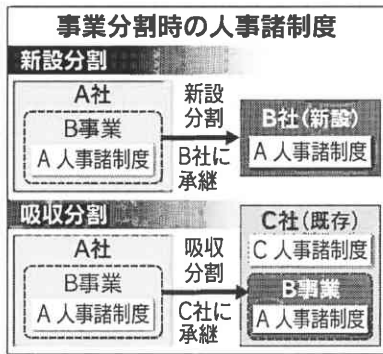 事業分割時の人事諸制度
新設分割
A社
B事業
A 人事諸制度
新設
分割
B社に
承継
B社(新設)
A 人事諸制度
吸収分割
A社
B事業
A 人事諸制度
吸収
分割
C社に
承継
C社(既存)
C 人事諸制度
B事業
A 人事諸制度